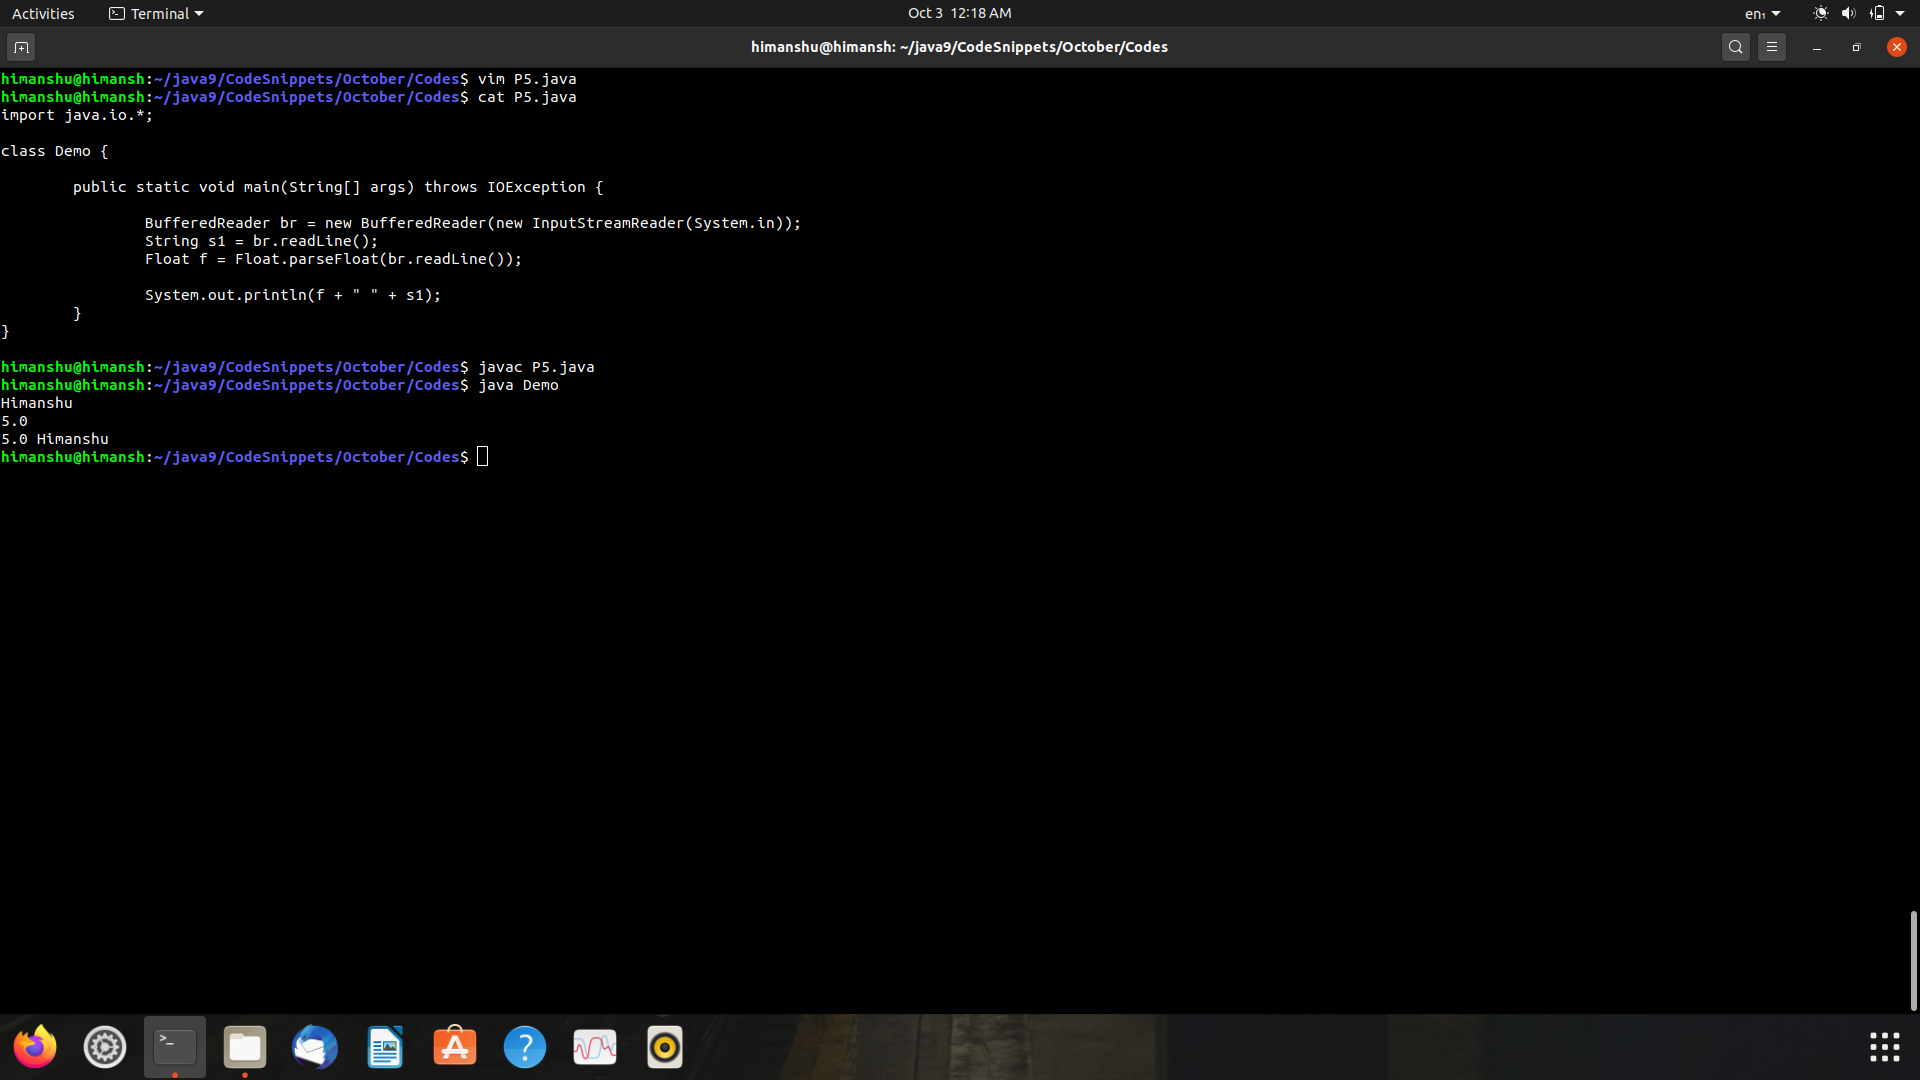 Activities
Terminal
Oct 3 12:18 AM
en₁
himanshu@himansh: ~/java9/CodeSnippets/October/Codes
himanshu@himansh:~/java9/CodeSnippets/October/Codes$ vim P5.java
himanshu@himansh:~/java9/CodeSnippets/October/Codes$ cat P5.java
import java.io.*;
class Demo {
public static void main(String[] args) throws IOException {
BufferedReader br = new BufferedReader(new InputStreamReader(System.in));
String s1 = br.readLine();
Float f = Float.parseFloat(br.readLine());
System.out.println(f + " " + s1);
}
}
himanshu@himansh:~/java9/CodeSnippets/October/Codes$ javac P5.java
himanshu@himansh:~/java9/CodeSnippets/October/Codes$ java Demo
Himanshu
5.0
5.0 Himanshu
himanshu@himansh:~/java9/CodeSnippets/October/Codes$